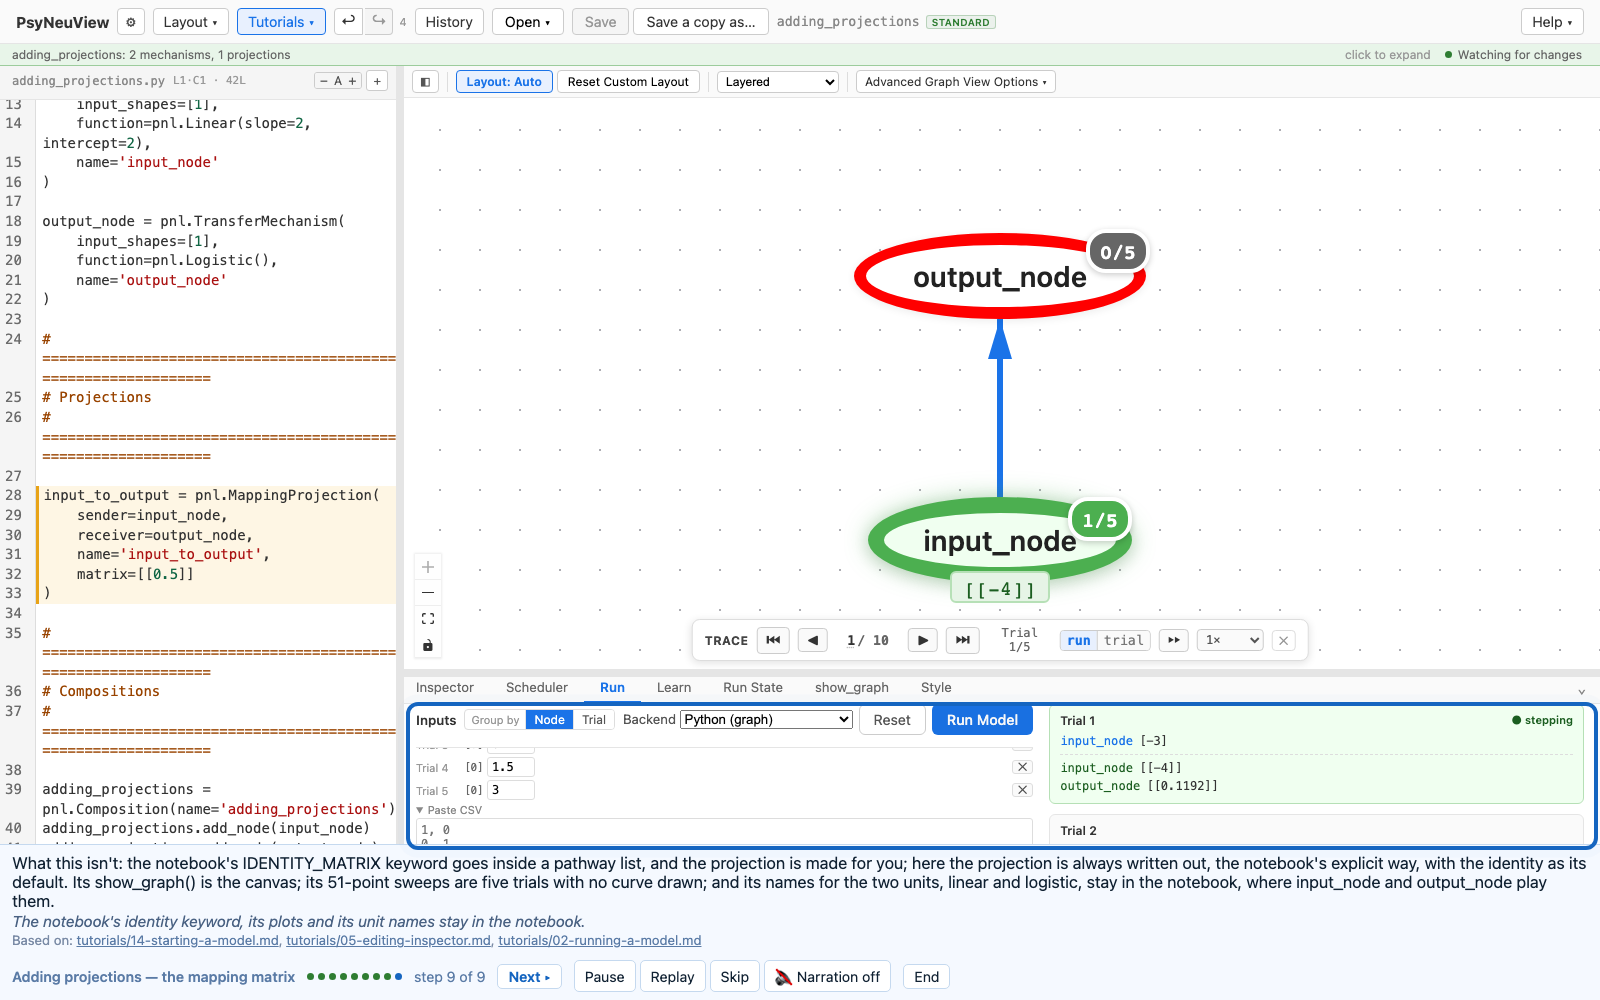 PsyNeuView ⚙ Layout ▾ Tutorials ▾ ↩ ↪ 4 History Open ▾ Save Save a copy as... adding_projections STANDARD Help ▾
adding_projections: 2 mechanisms, 1 projections click to expand ● Watching for changes
adding_projections.py L1·C1 · 42L − A + +
Layout: Auto Reset Custom Layout Layered Advanced Graph View Options ▾
13 input_shapes=[1],
14 function=pnl.Linear(slope=2,
intercept=2),
15 name='input_node'
16 )
17
18 output_node = pnl.TransferMechanism(
19 input_shapes=[1],
20 function=pnl.Logistic(),
21 name='output_node'
22 )
23
24 #
==========================================
====================
25 # Projections
26 #
==========================================
====================
27
28 input_to_output = pnl.MappingProjection(
29 sender=input_node,
30 receiver=output_node,
31 name='input_to_output',
32 matrix=[[0.5]]
33 )
34
35 #
==========================================
====================
36 # Compositions
37 #
==========================================
====================
38
39 adding_projections =
pnl.Composition(name='adding_projections')
40 adding_projections.add_node(input_node)
0/5
output_node
1/5
input_node
[[-4]]
TRACE ⏮ ◀ 1 / 10 ▶ ⏭ Trial 1/5 run trial ▸▸ 1× ✕
Inspector Scheduler Run Learn Run State show_graph Style
Inputs Group by Node Trial Backend Python (graph) Reset Run Model
Trial 4 [0] 1.5 ✕
Trial 5 [0] 3 ✕
▼ Paste CSV
1, 0
0, 1
Trial 1 ● stepping
input_node [-3]
input_node [[-4]]
output_node [[0.1192]]
Trial 2
What this isn't: the notebook's IDENTITY_MATRIX keyword goes inside a pathway list, and the projection is made for you; here the projection is always written out, the notebook's explicit way, with the identity as its
default. Its show_graph() is the canvas; its 51-point sweeps are five trials with no curve drawn; and its names for the two units, linear and logistic, stay in the notebook, where input_node and output_node play
them.
The notebook's identity keyword, its plots and its unit names stay in the notebook.
Based on: tutorials/14-starting-a-model.md, tutorials/05-editing-inspector.md, tutorials/02-running-a-model.md
Adding projections — the mapping matrix step 9 of 9 Next ▸ Pause Replay Skip Narration off End